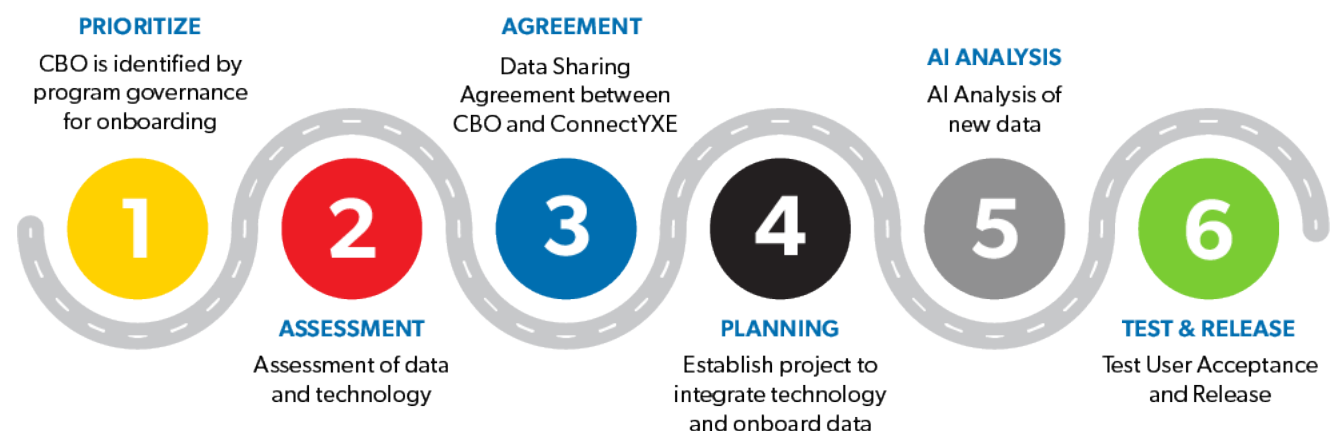 PRIORITIZE
CBO is identified by
program governance
for onboarding
1
2
ASSESSMENT
Assessment of data
and technology
AGREEMENT
Data Sharing
Agreement between
CBO and ConnectYXE
3
4
PLANNING
Establish project to
integrate technology
and onboard data
AI ANALYSIS
AI Analysis of
new data
5
6
TEST & RELEASE
Test User Acceptance
and Release